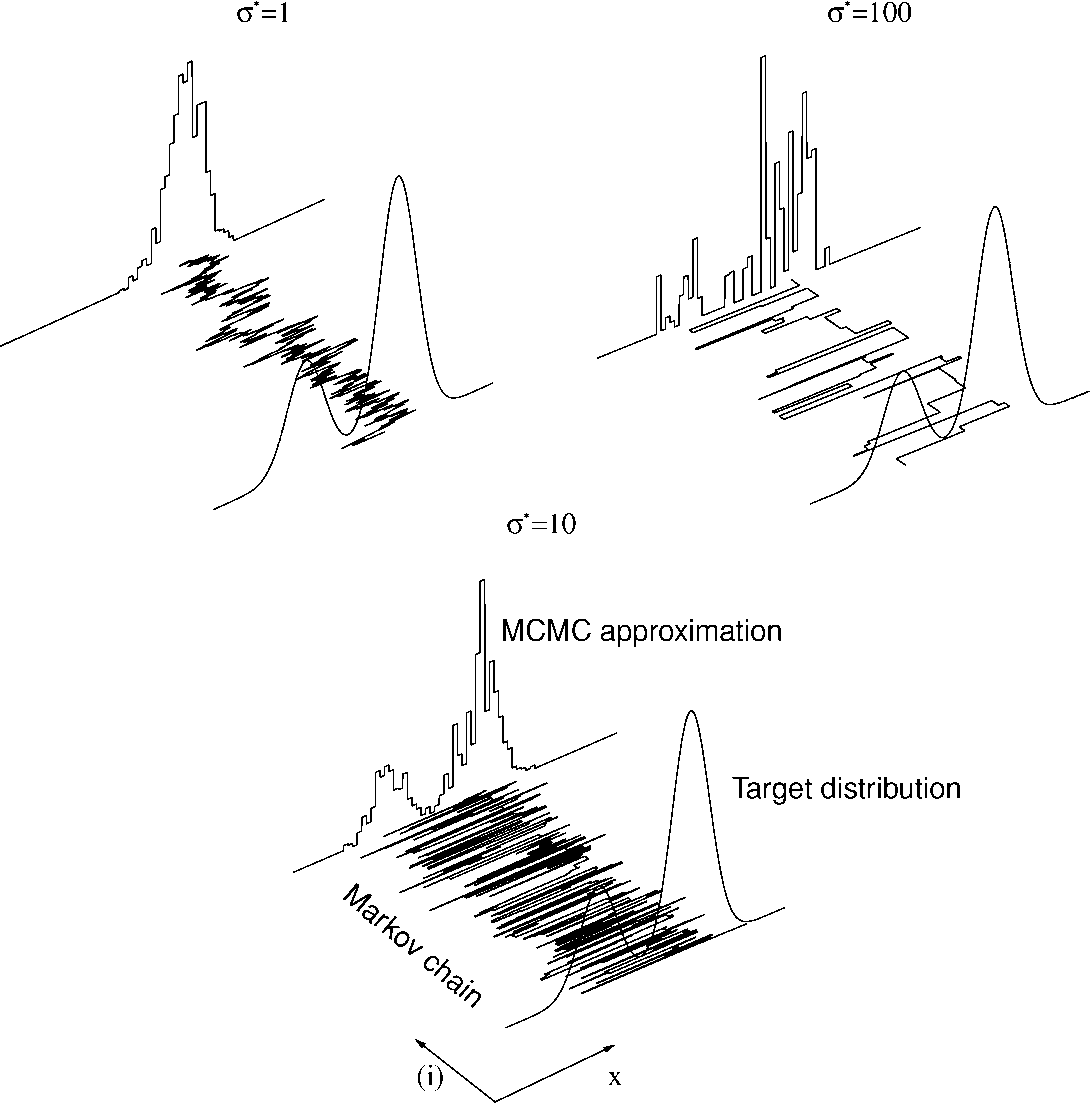 σ*=1
σ*=100
σ*=10
MCMC approximation
Target distribution
Markov chain
(i)
x